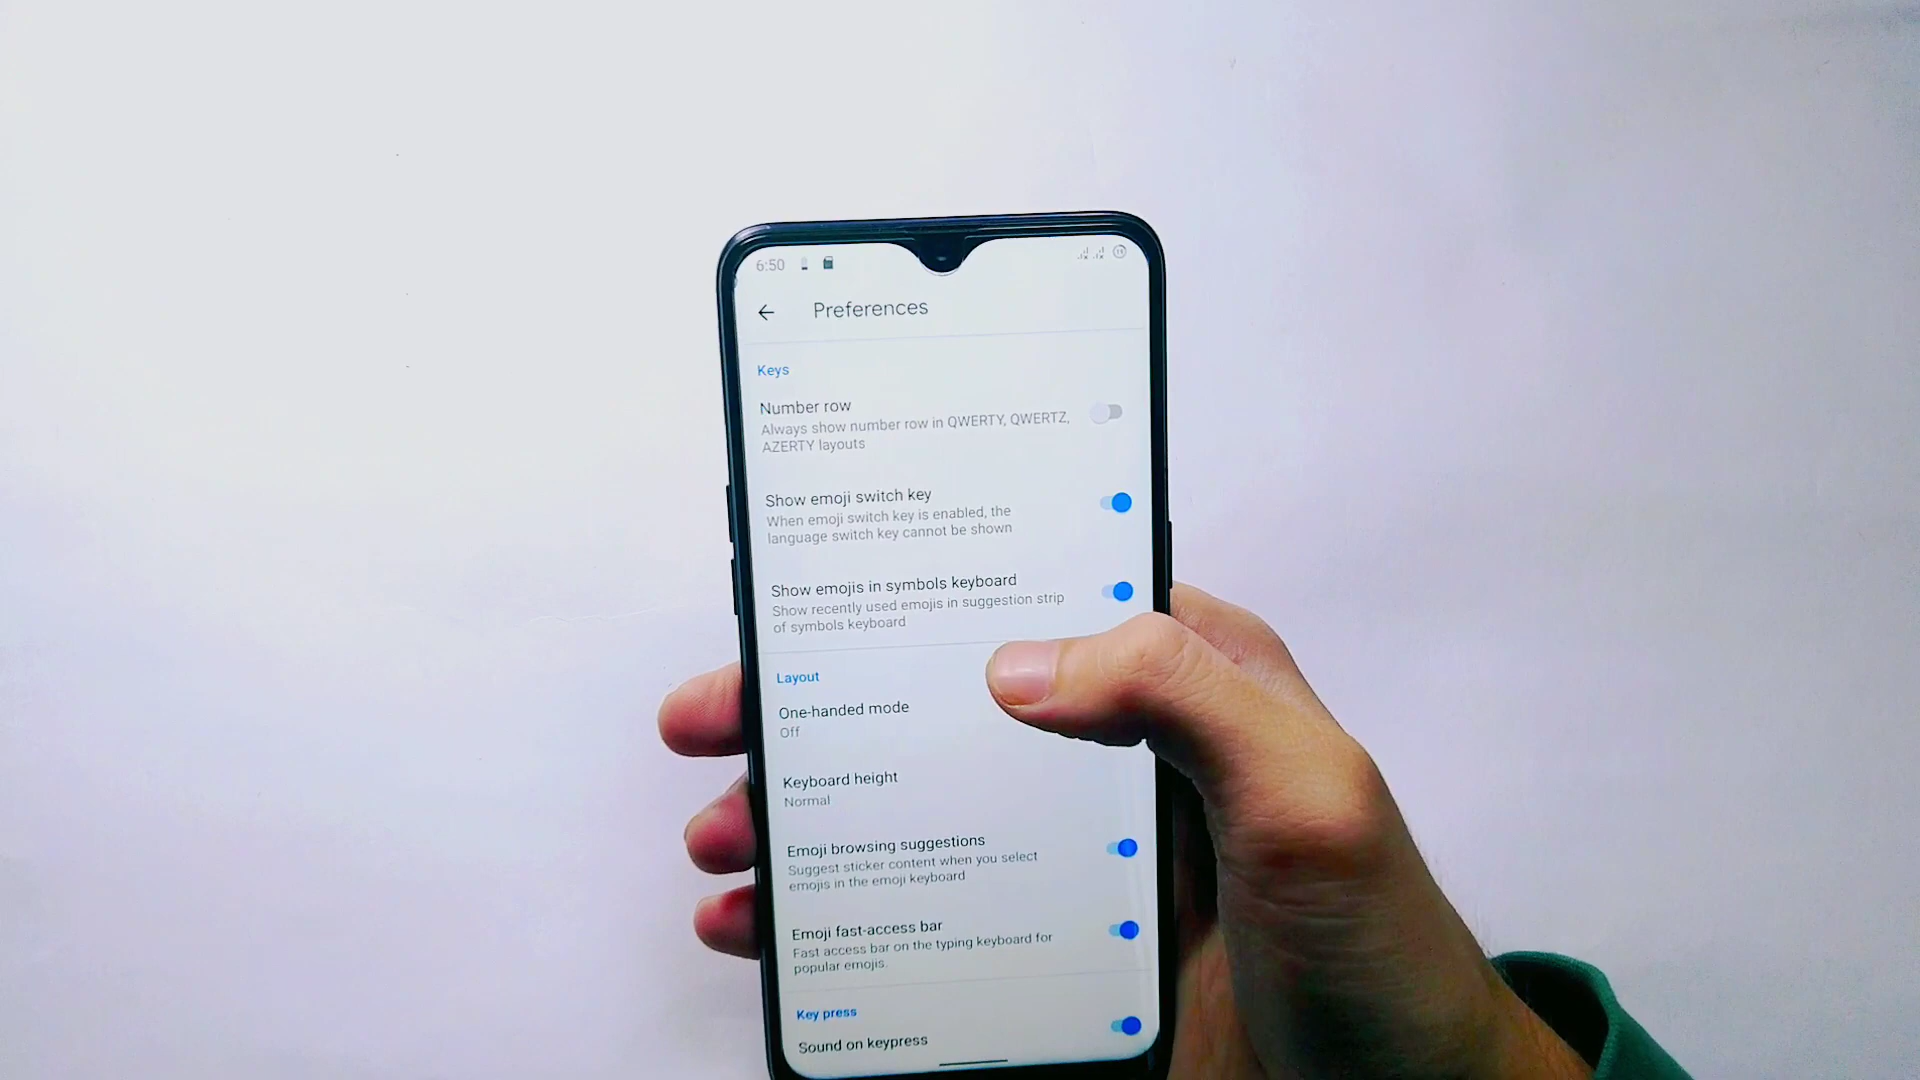 6:50
Preferences
Keys
Number row
Always show number row in QWERTY, QWERTZ,
AZERTY layouts
Show emoji switch key
When emoji switch key is enabled, the
language switch key cannot be shown
Show emojis in symbols keyboard
Show recently used emojis in suggestion strip
of symbols keyboard
Layout
One-handed mode
Off
Keyboard height
Normal
Emoji browsing suggestions
Suggest sticker content when you select
emojis in the emoji keyboard
Emoji fast-access bar
Fast access bar on the typing keyboard for
popular emojis.
Key press
Sound on keypress